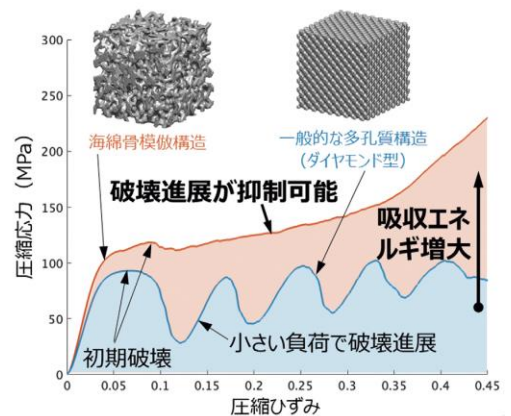 300
250
200
150
100
50
0
圧縮応力 (MPa)
海綿骨模倣構造
一般的な多孔質構造
(ダイヤモンド型)
破壊進展が抑制可能
吸収エネ
ルギ増大
初期破壊
小さい負荷で破壊進展
0
0.05
0.1
0.15
0.2
0.25
0.3
0.35
0.4
0.45
圧縮ひずみ